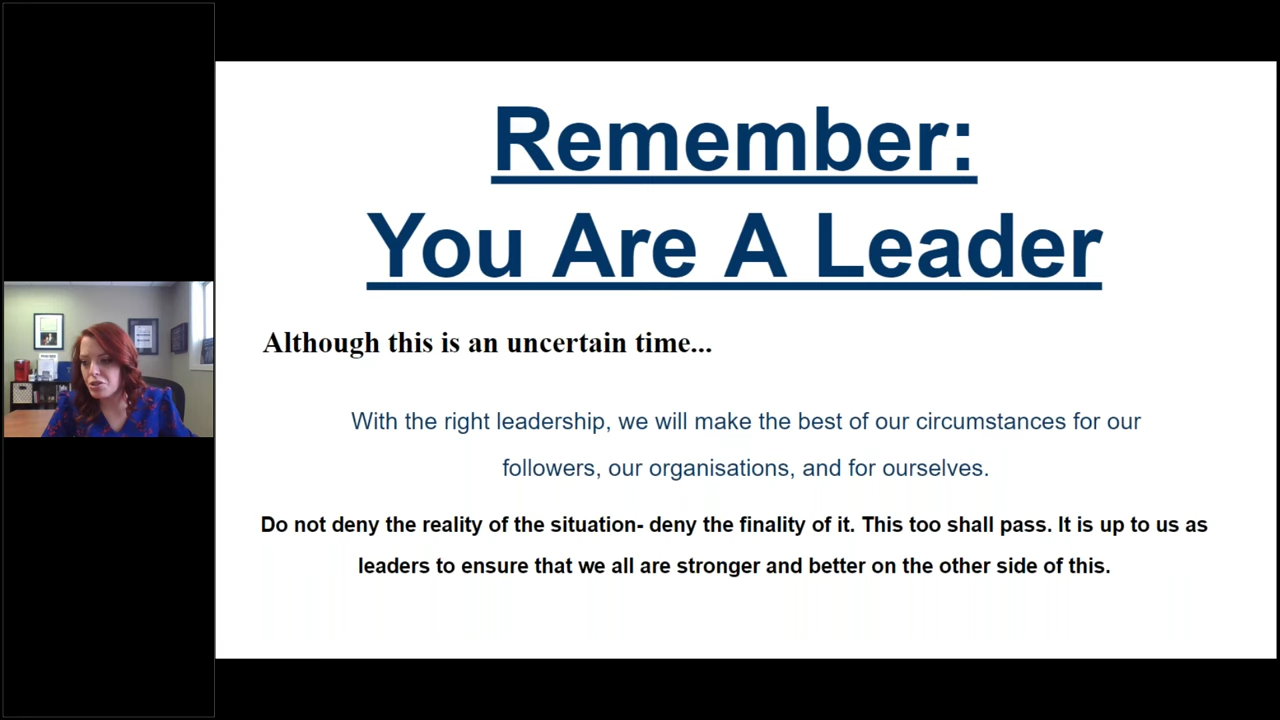 Remember:
You Are A Leader
Although this is an uncertain time...
With the right leadership, we will make the best of our circumstances for our
followers, our organisations, and for ourselves.
Do not deny the reality of the situation- deny the finality of it. This too shall pass. It is up to us as
leaders to ensure that we all are stronger and better on the other side of this.